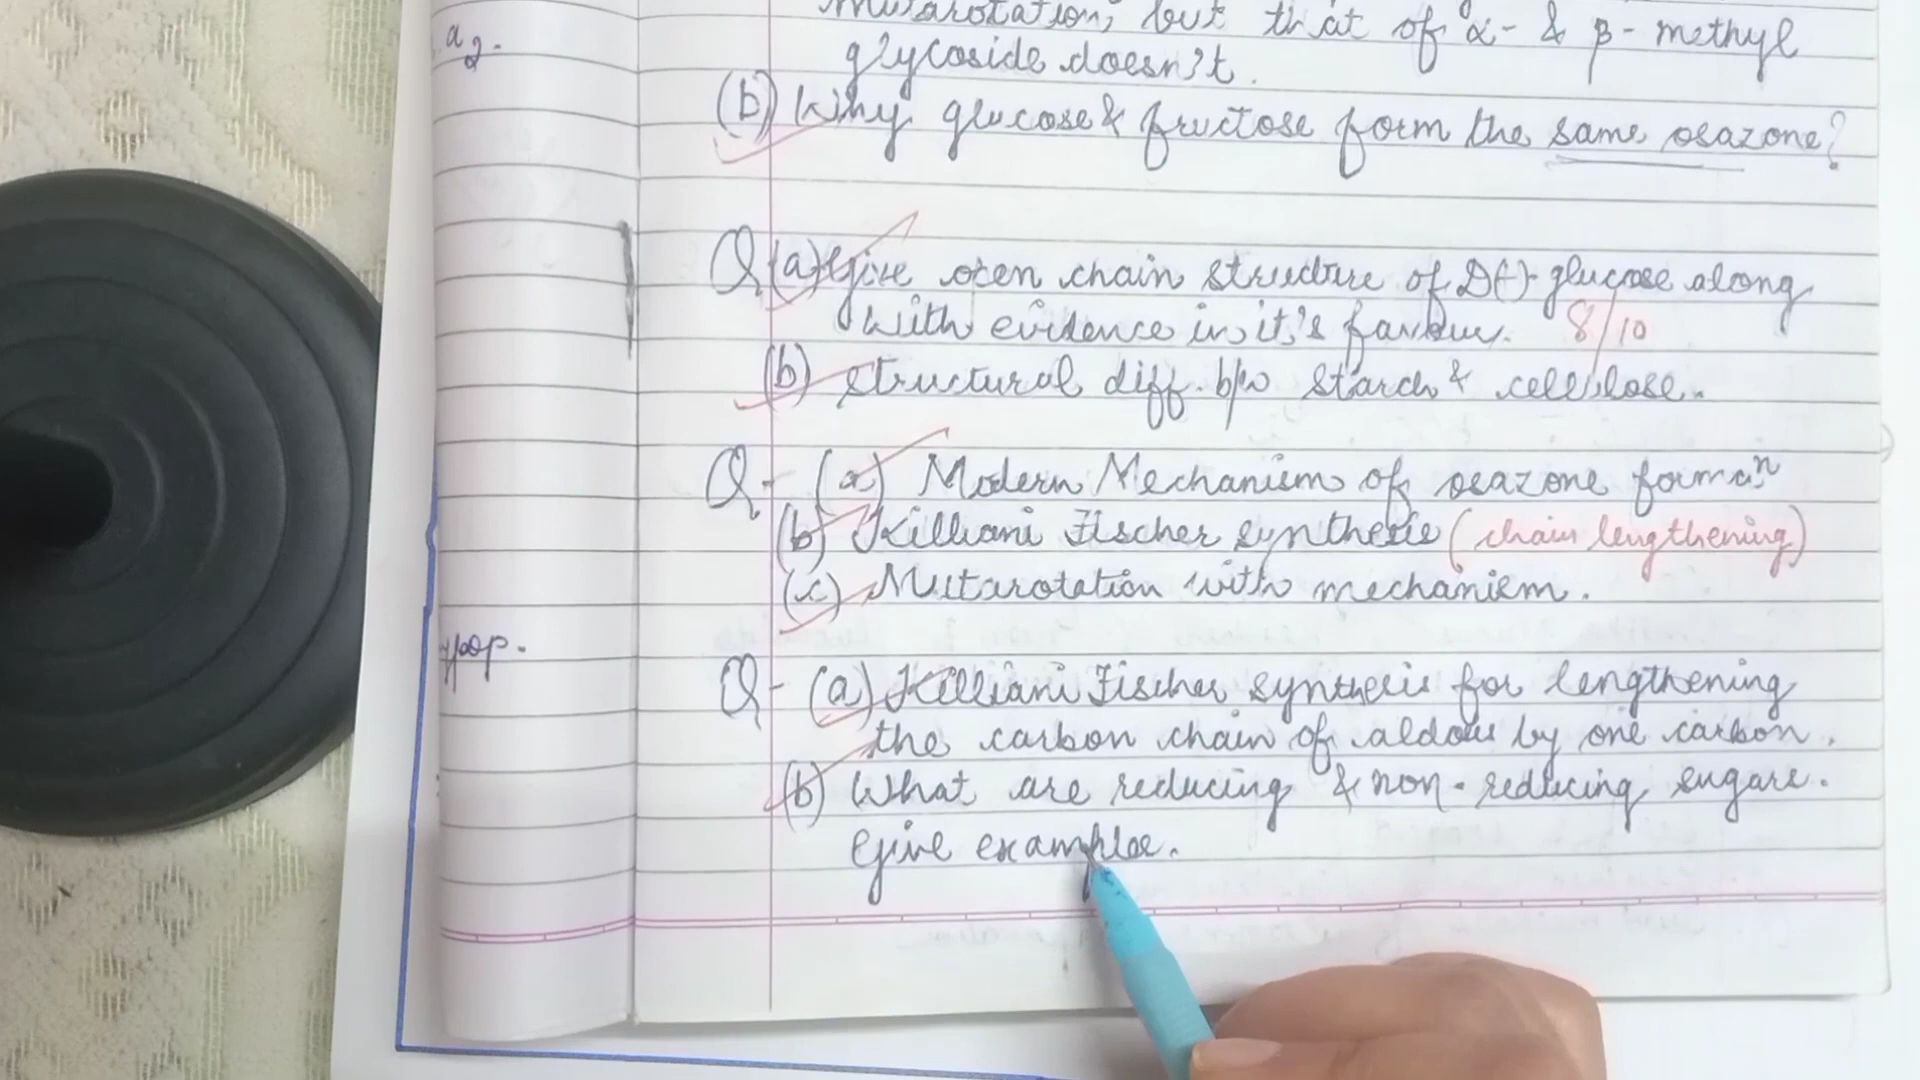 a2.
Mutarotation, but that of α- & β- methyl
glycoside doesn't.
(b) Why glucose & fructose form the same osazone?
Q (a) Give open chain structure of D(+) glucose along
with evidence in it's favour. 8/10
(b) structural diff. b/w starch & cellulose.
Q- (a) Modern Mechanism of osazone formaⁿ
(b) Killiani Fischer synthesis (chain lengthening)
(c) Mutarotation with mechanism.
Q- (a) Killiani Fischer synthesis for lengthening
the carbon chain of aldose by one carbon.
(b) What are reducing & non-reducing sugars.
Give examples.